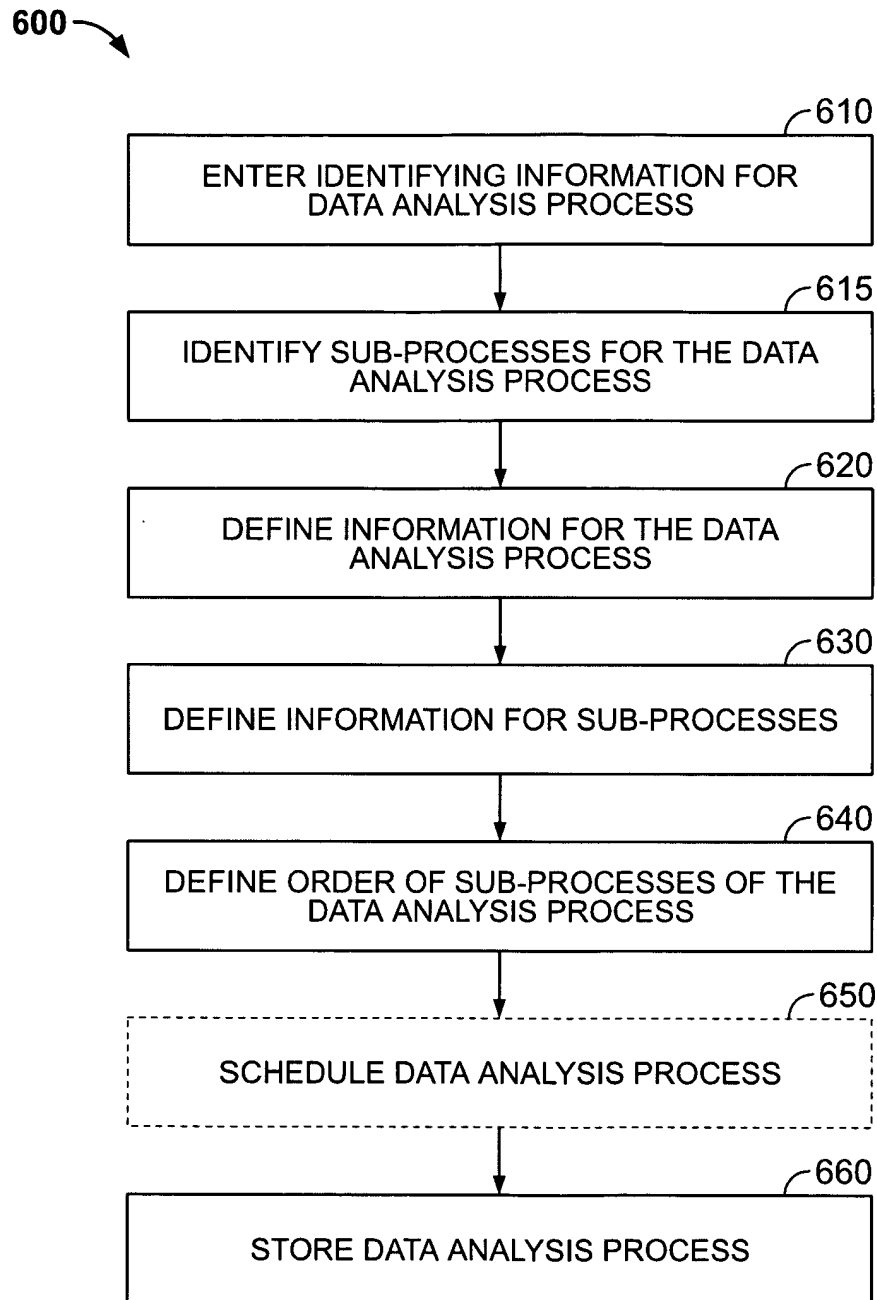 600
610
ENTER IDENTIFYING INFORMATION FOR
DATA ANALYSIS PROCESS
615
IDENTIFY SUB-PROCESSES FOR THE DATA
ANALYSIS PROCESS
620
DEFINE INFORMATION FOR THE DATA
ANALYSIS PROCESS
630
DEFINE INFORMATION FOR SUB-PROCESSES
640
DEFINE ORDER OF SUB-PROCESSES OF THE
DATA ANALYSIS PROCESS
650
SCHEDULE DATA ANALYSIS PROCESS
660
STORE DATA ANALYSIS PROCESS